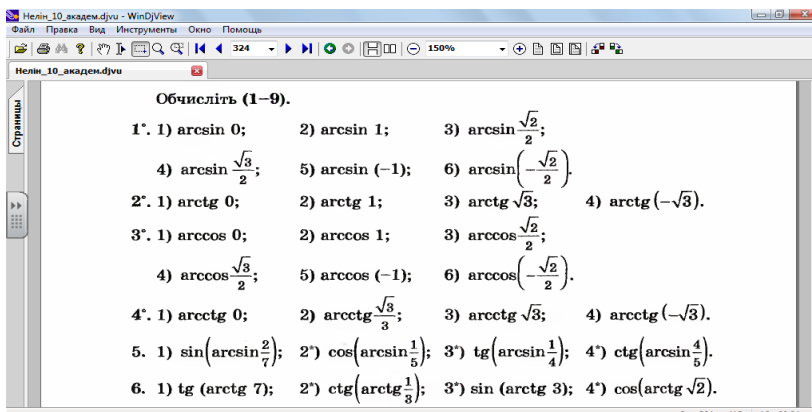 Нелін_10_академ.djvu - WinDjView
Файл Правка Вид Инструменты Окно Помощь
324 150%
Нелін_10_академ.djvu
Страницы
Обчисліть (1–9).
1°. 1) arcsin 0; 2) arcsin 1; 3) arcsin √2/2;
4) arcsin √3/2; 5) arcsin (−1); 6) arcsin(−√2/2).
2°. 1) arctg 0; 2) arctg 1; 3) arctg √3; 4) arctg (−√3).
3°. 1) arccos 0; 2) arccos 1; 3) arccos √2/2;
4) arccos √3/2; 5) arccos (−1); 6) arccos(−√2/2).
4°. 1) arcctg 0; 2) arcctg √3/3; 3) arcctg √3; 4) arcctg (−√3).
5. 1) sin(arcsin 2/7); 2*) cos(arcsin 1/5); 3*) tg(arcsin 1/4); 4*) ctg(arcsin 4/5).
6. 1) tg (arctg 7); 2*) ctg(arctg 1/3); 3*) sin (arctg 3); 4*) cos(arctg √2).